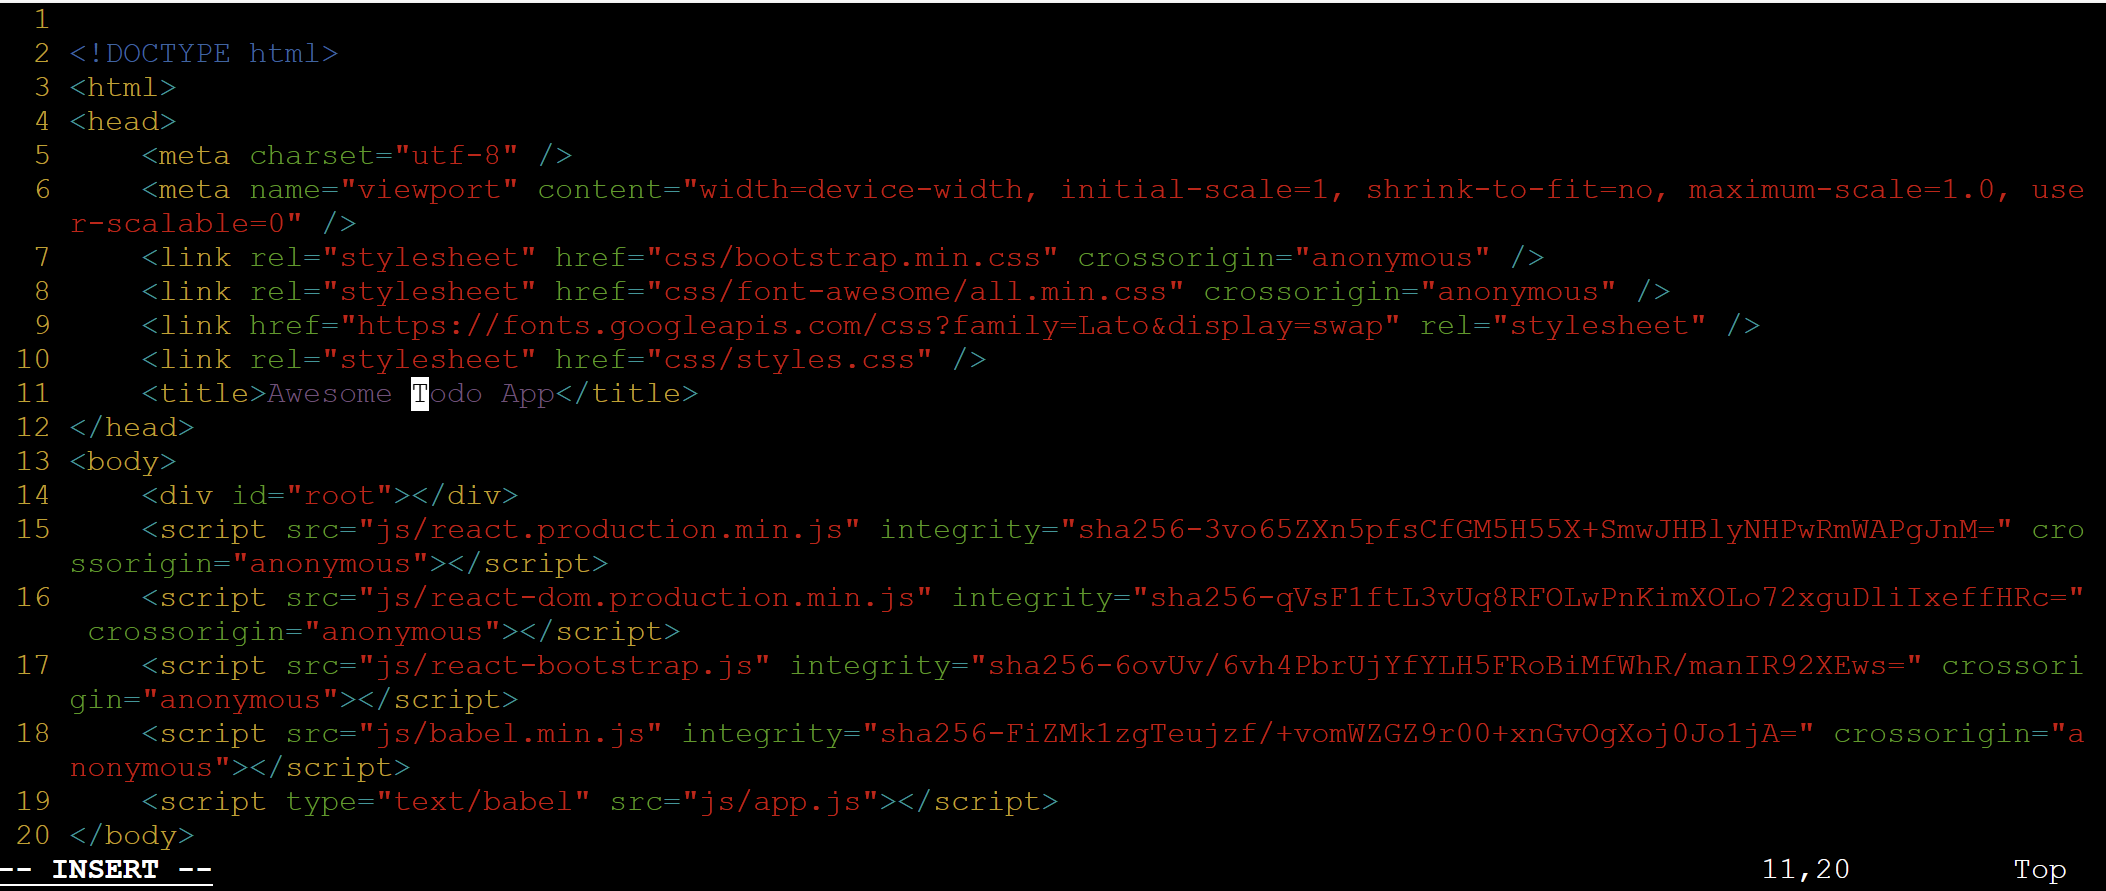 1
2 <!DOCTYPE html>
3 <html>
4 <head>
5     <meta charset="utf-8" />
6     <meta name="viewport" content="width=device-width, initial-scale=1, shrink-to-fit=no, maximum-scale=1.0, use
r-scalable=0" />
7     <link rel="stylesheet" href="css/bootstrap.min.css" crossorigin="anonymous" />
8     <link rel="stylesheet" href="css/font-awesome/all.min.css" crossorigin="anonymous" />
9     <link href="https://fonts.googleapis.com/css?family=Lato&display=swap" rel="stylesheet" />
10     <link rel="stylesheet" href="css/styles.css" />
11     <title>Awesome Todo App</title>
12 </head>
13 <body>
14     <div id="root"></div>
15     <script src="js/react.production.min.js" integrity="sha256-3vo65ZXn5pfsCfGM5H55X+SmwJHBlyNHPwRmWAPgJnM=" cro
ssorigin="anonymous"></script>
16     <script src="js/react-dom.production.min.js" integrity="sha256-qVsF1ftL3vUq8RFOLwPnKimXOLo72xguDliIxeffHRc="
 crossorigin="anonymous"></script>
17     <script src="js/react-bootstrap.js" integrity="sha256-6ovUv/6vh4PbrUjYfYLH5FRoBiMfWhR/manIR92XEws=" crossori
gin="anonymous"></script>
18     <script src="js/babel.min.js" integrity="sha256-FiZMk1zgTeujzf/+vomWZGZ9r00+xnGvOgXoj0Jo1jA=" crossorigin="a
nonymous"></script>
19     <script type="text/babel" src="js/app.js"></script>
20 </body>
-- INSERT -- 11,20 Top